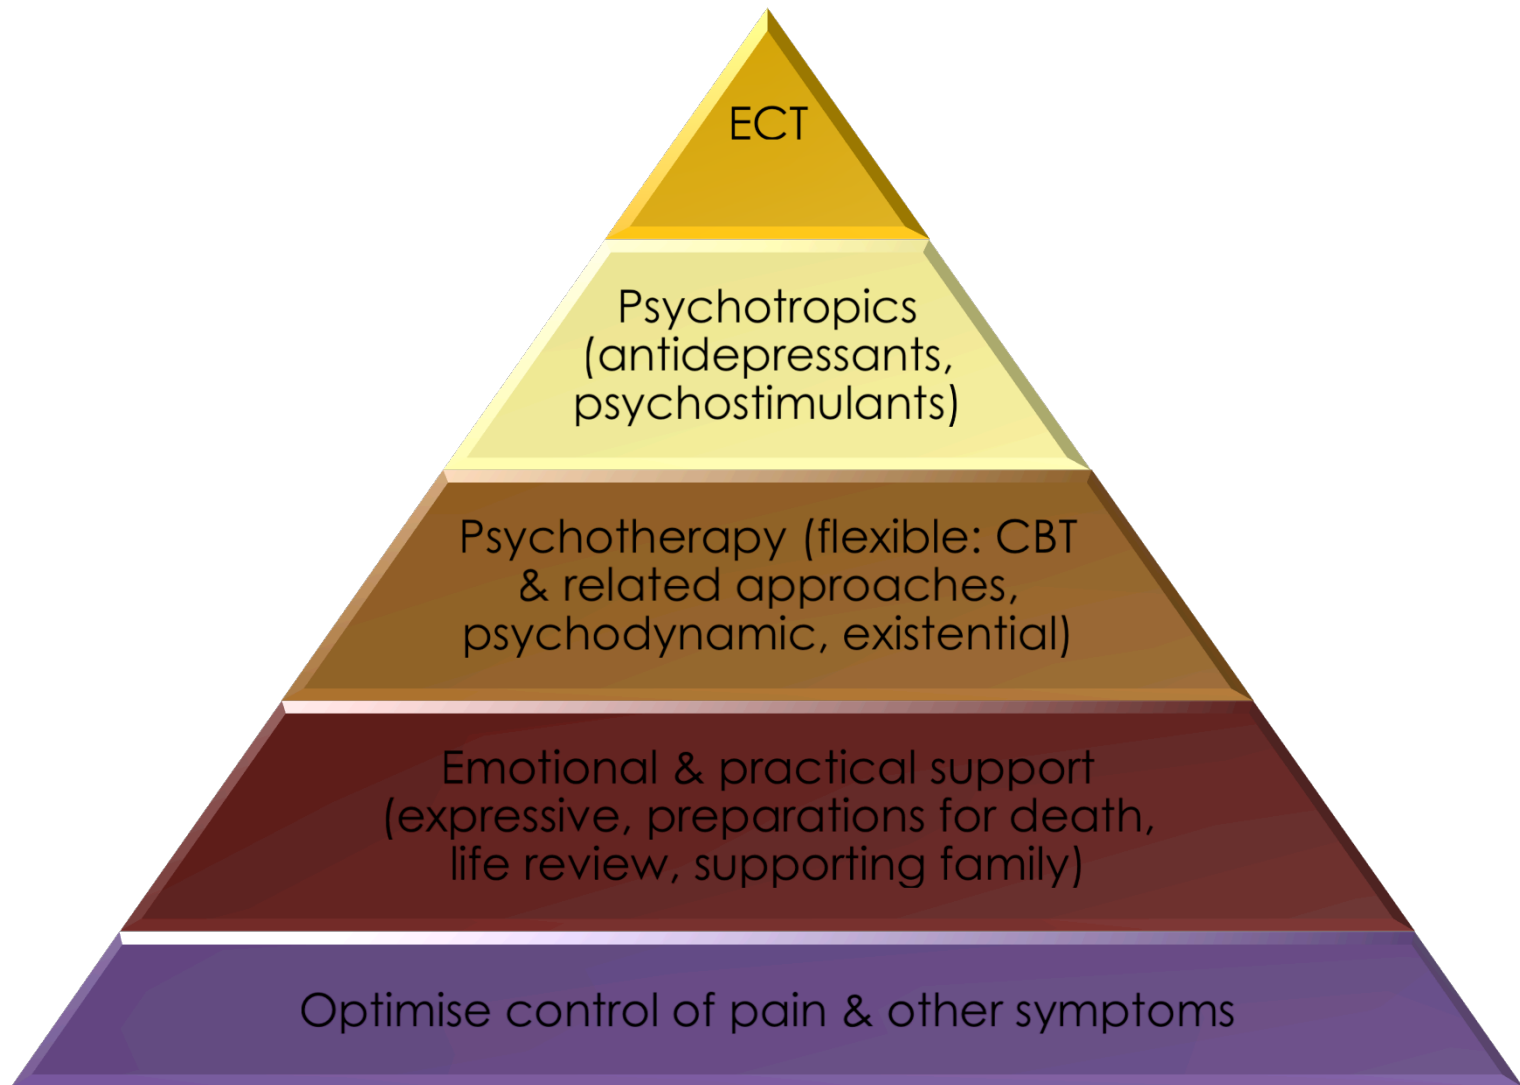 ECT
Psychotropics
(antidepressants,
psychostimulants)
Psychotherapy (flexible: CBT
& related approaches,
psychodynamic, existential)
Emotional & practical support
(expressive, preparations for death,
life review, supporting family)
Optimise control of pain & other symptoms